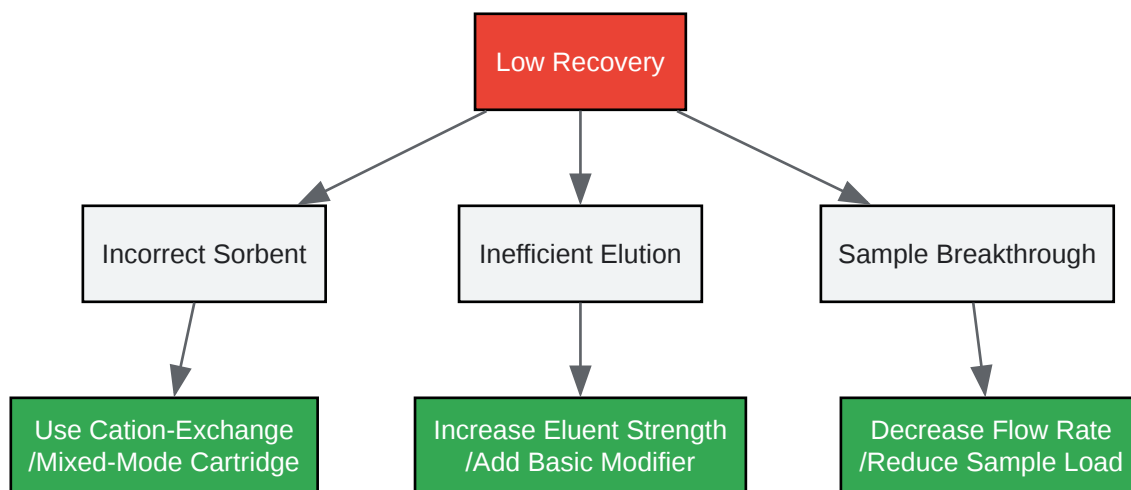 Low Recovery
Incorrect Sorbent
Inefficient Elution
Sample Breakthrough
Use Cation-Exchange
/Mixed-Mode Cartridge
Increase Eluent Strength
/Add Basic Modifier
Decrease Flow Rate
/Reduce Sample Load